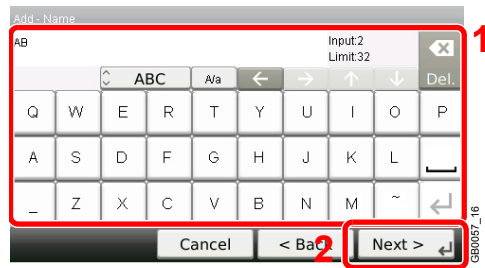 Add - Name
AB
Input:2
Limit:32
1
ABC A/a ← → ↑ ↓ Del.
Q W E R T Y U I O P
A S D F G H J K L
_ Z X C V B N M ~
Cancel < Back 2 Next >
GB0057_16